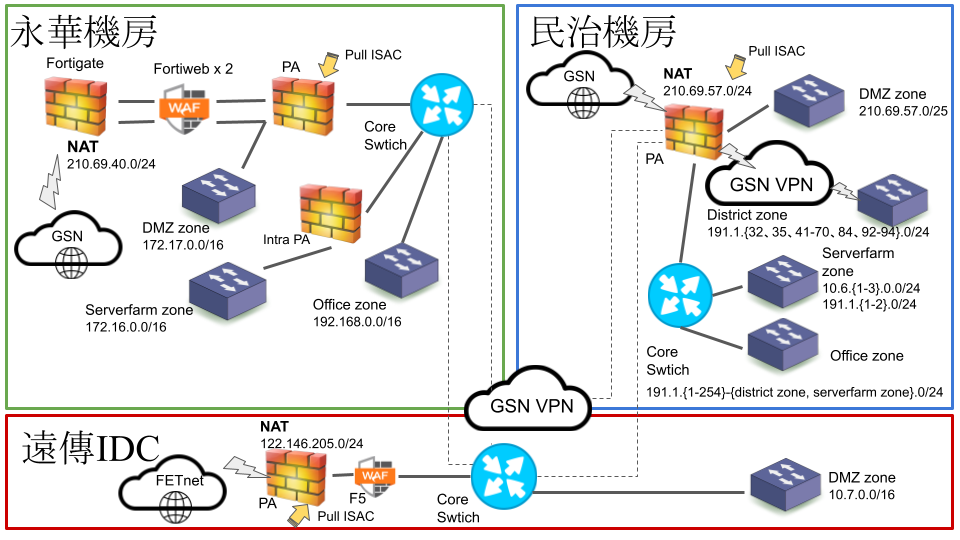 永華機房
Fortigate
Fortiweb x 2
PA
Pull ISAC
WAF
NAT
210.69.40.0/24
Core
Swtich
GSN
DMZ zone
172.17.0.0/16
Intra PA
Serverfarm zone
172.16.0.0/16
Office zone
192.168.0.0/16
民治機房
Pull ISAC
GSN
NAT
210.69.57.0/24
DMZ zone
210.69.57.0/25
PA
GSN VPN
District zone
191.1.{32、35、41-70、84、92-94}.0/24
Serverfarm
zone
10.6.{1-3}.0.0/24
191.1.{1-2}.0/24
Core
Swtich
Office zone
191.1.{1-254}-{district zone, serverfarm zone}.0/24
GSN VPN
遠傳IDC
NAT
122.146.205.0/24
FETnet
PA
WAF
F5
Pull ISAC
Core
Swtich
DMZ zone
10.7.0.0/16